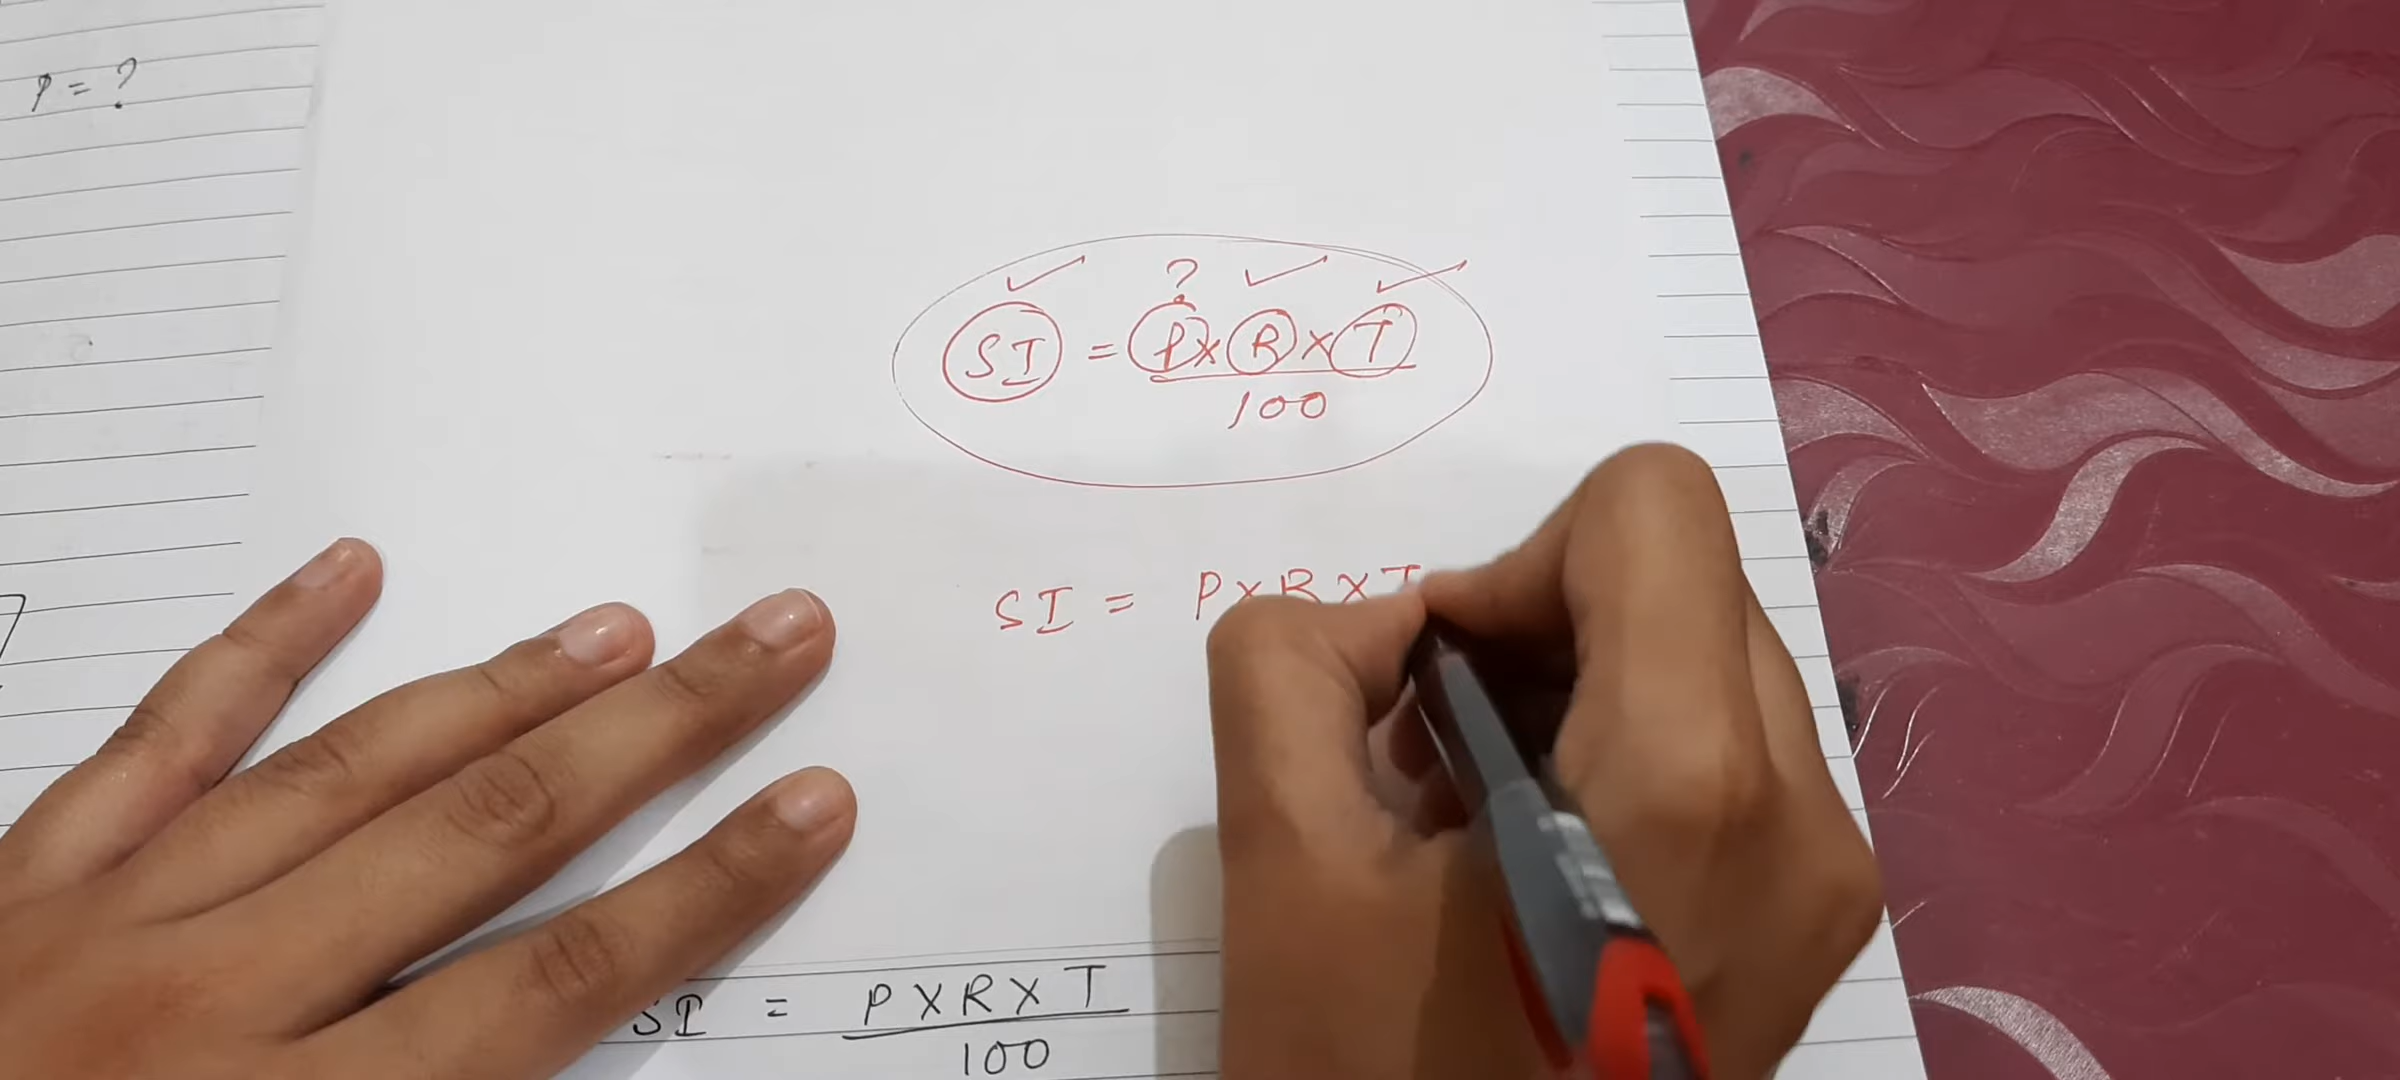 P = ?
✓ ? ✓ ✓
SI = P × R × T
100
SI = P × R × T
SI = P × R × T
100